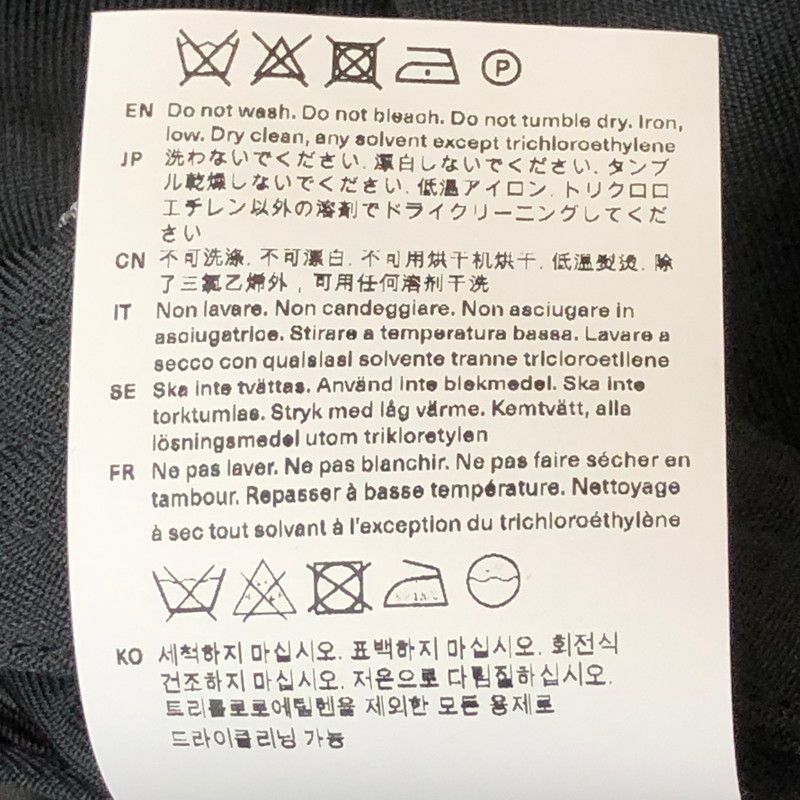 P
EN Do not wash. Do not bleach. Do not tumble dry. Iron,
low. Dry clean, any solvent except trichloroethylene
JP 洗わないでください. 漂白しないでください. タンブ
ル乾燥しないでください. 低温アイロン. トリクロロ
エチレン以外の溶剤でドライクリーニングしてくだ
さい
CN 不可洗涤. 不可漂白. 不可用烘干机烘干. 低温熨烫. 除
了三氯乙烯外，可用任何溶剂干洗
IT Non lavare. Non candeggiare. Non asciugare in
asciugatrice. Stirare a temperatura bassa. Lavare a
secco con qualsiasi solvente tranne tricloroetilene
SE Ska inte tvättas. Använd inte blekmedel. Ska inte
torktumlas. Stryk med låg värme. Kemtvätt, alla
lösningsmedel utom trikloretylen
FR Ne pas laver. Ne pas blanchir. Ne pas faire sécher en
tambour. Repasser à basse température. Nettoyage
à sec tout solvant à l'exception du trichloroéthylène
KO 세척하지 마십시오. 표백하지 마십시오. 회전식
건조하지 마십시오. 저온으로 다림질하십시오.
트리클로로에틸렌을 제외한 모든 용제로
드라이클리닝 가능